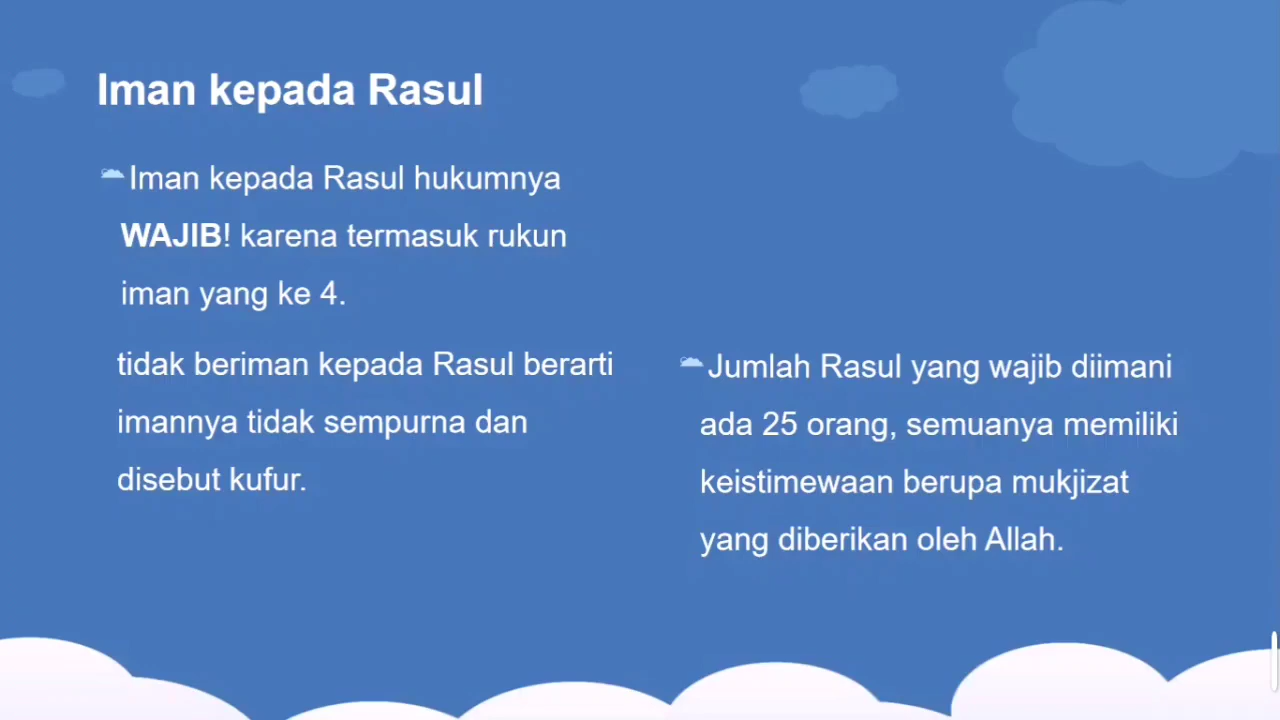 Iman kepada Rasul
Iman kepada Rasul hukumnya
WAJIB! karena termasuk rukun
iman yang ke 4.
tidak beriman kepada Rasul berarti
imannya tidak sempurna dan
disebut kufur.
Jumlah Rasul yang wajib diimani
ada 25 orang, semuanya memiliki
keistimewaan berupa mukjizat
yang diberikan oleh Allah.